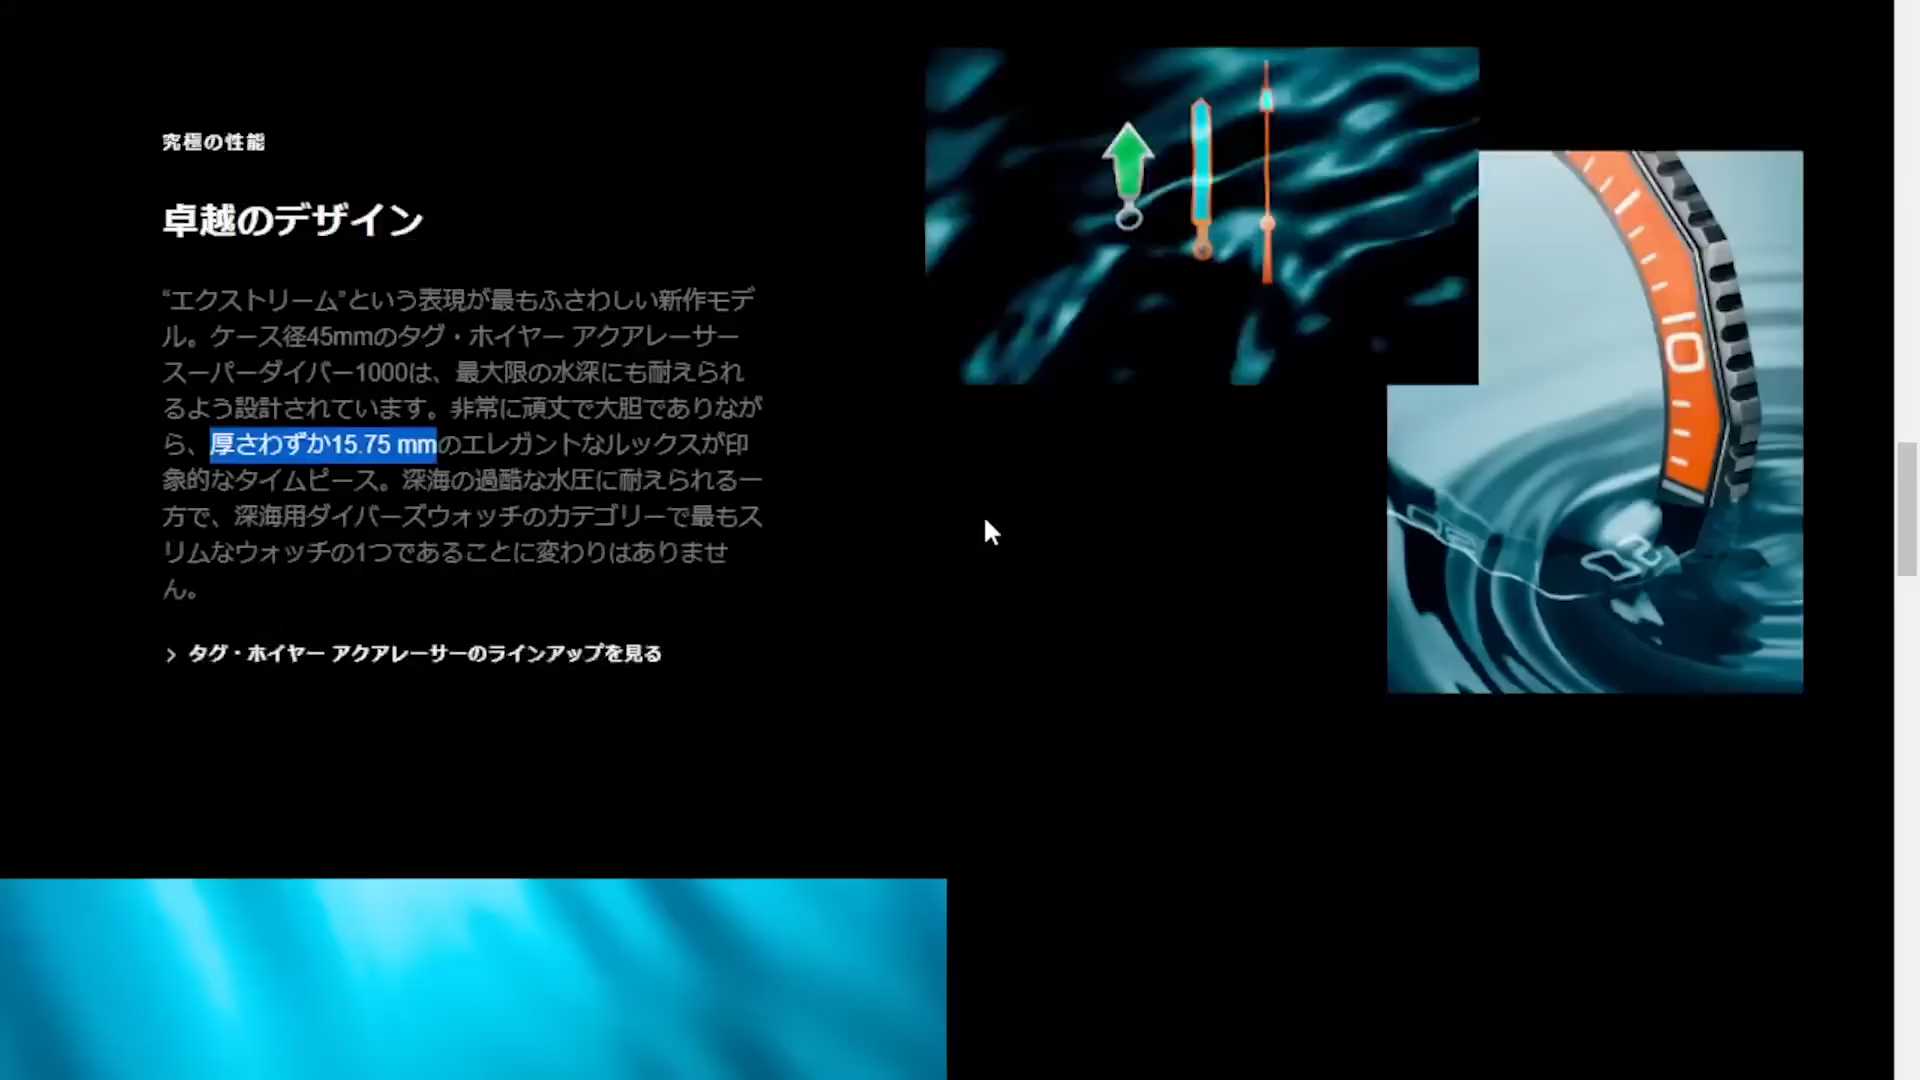 究極の性能
卓越のデザイン
“エクストリーム”という表現が最もふさわしい新作モデ
ル。ケース径45mmのタグ・ホイヤー アクアレーサー
スーパーダイバー1000は、最大限の水深にも耐えられ
るよう設計されています。非常に頑丈で大胆でありなが
ら、厚さわずか15.75 mmのエレガントなルックスが印
象的なタイムピース。深海の過酷な水圧に耐えられる一
方で、深海用ダイバーズウォッチのカテゴリーで最もス
リムなウォッチの1つであることに変わりはありませ
ん。
> タグ・ホイヤー アクアレーサーのラインアップを見る
10